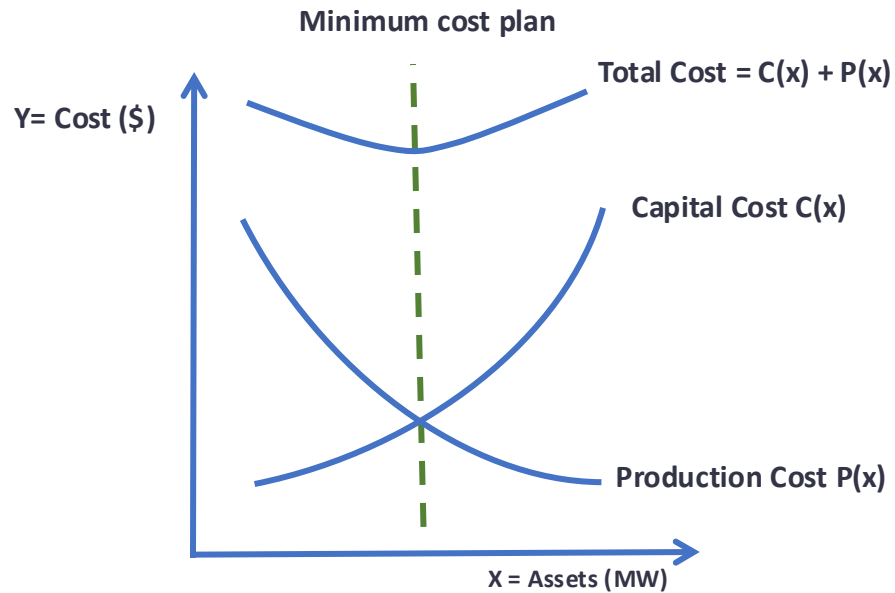 Minimum cost plan
Total Cost = C(x) + P(x)
Y= Cost ($)
Capital Cost C(x)
Production Cost P(x)
X = Assets (MW)